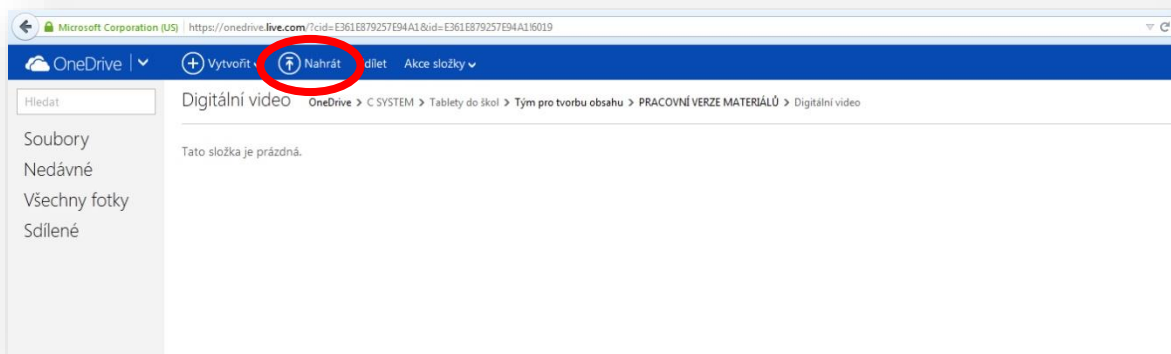 Microsoft Corporation (US) https://onedrive.live.com/?cid=E361E879257E94A1&id=E361E879257E94A1!6019
OneDrive Vytvořit Nahrát dílet Akce složky
Hledat
Digitální video OneDrive > C SYSTEM > Tablety do škol > Tým pro tvorbu obsahu > PRACOVNÍ VERZE MATERIÁLŮ > Digitální video
Tato složka je prázdná.
Soubory
Nedávné
Všechny fotky
Sdílené